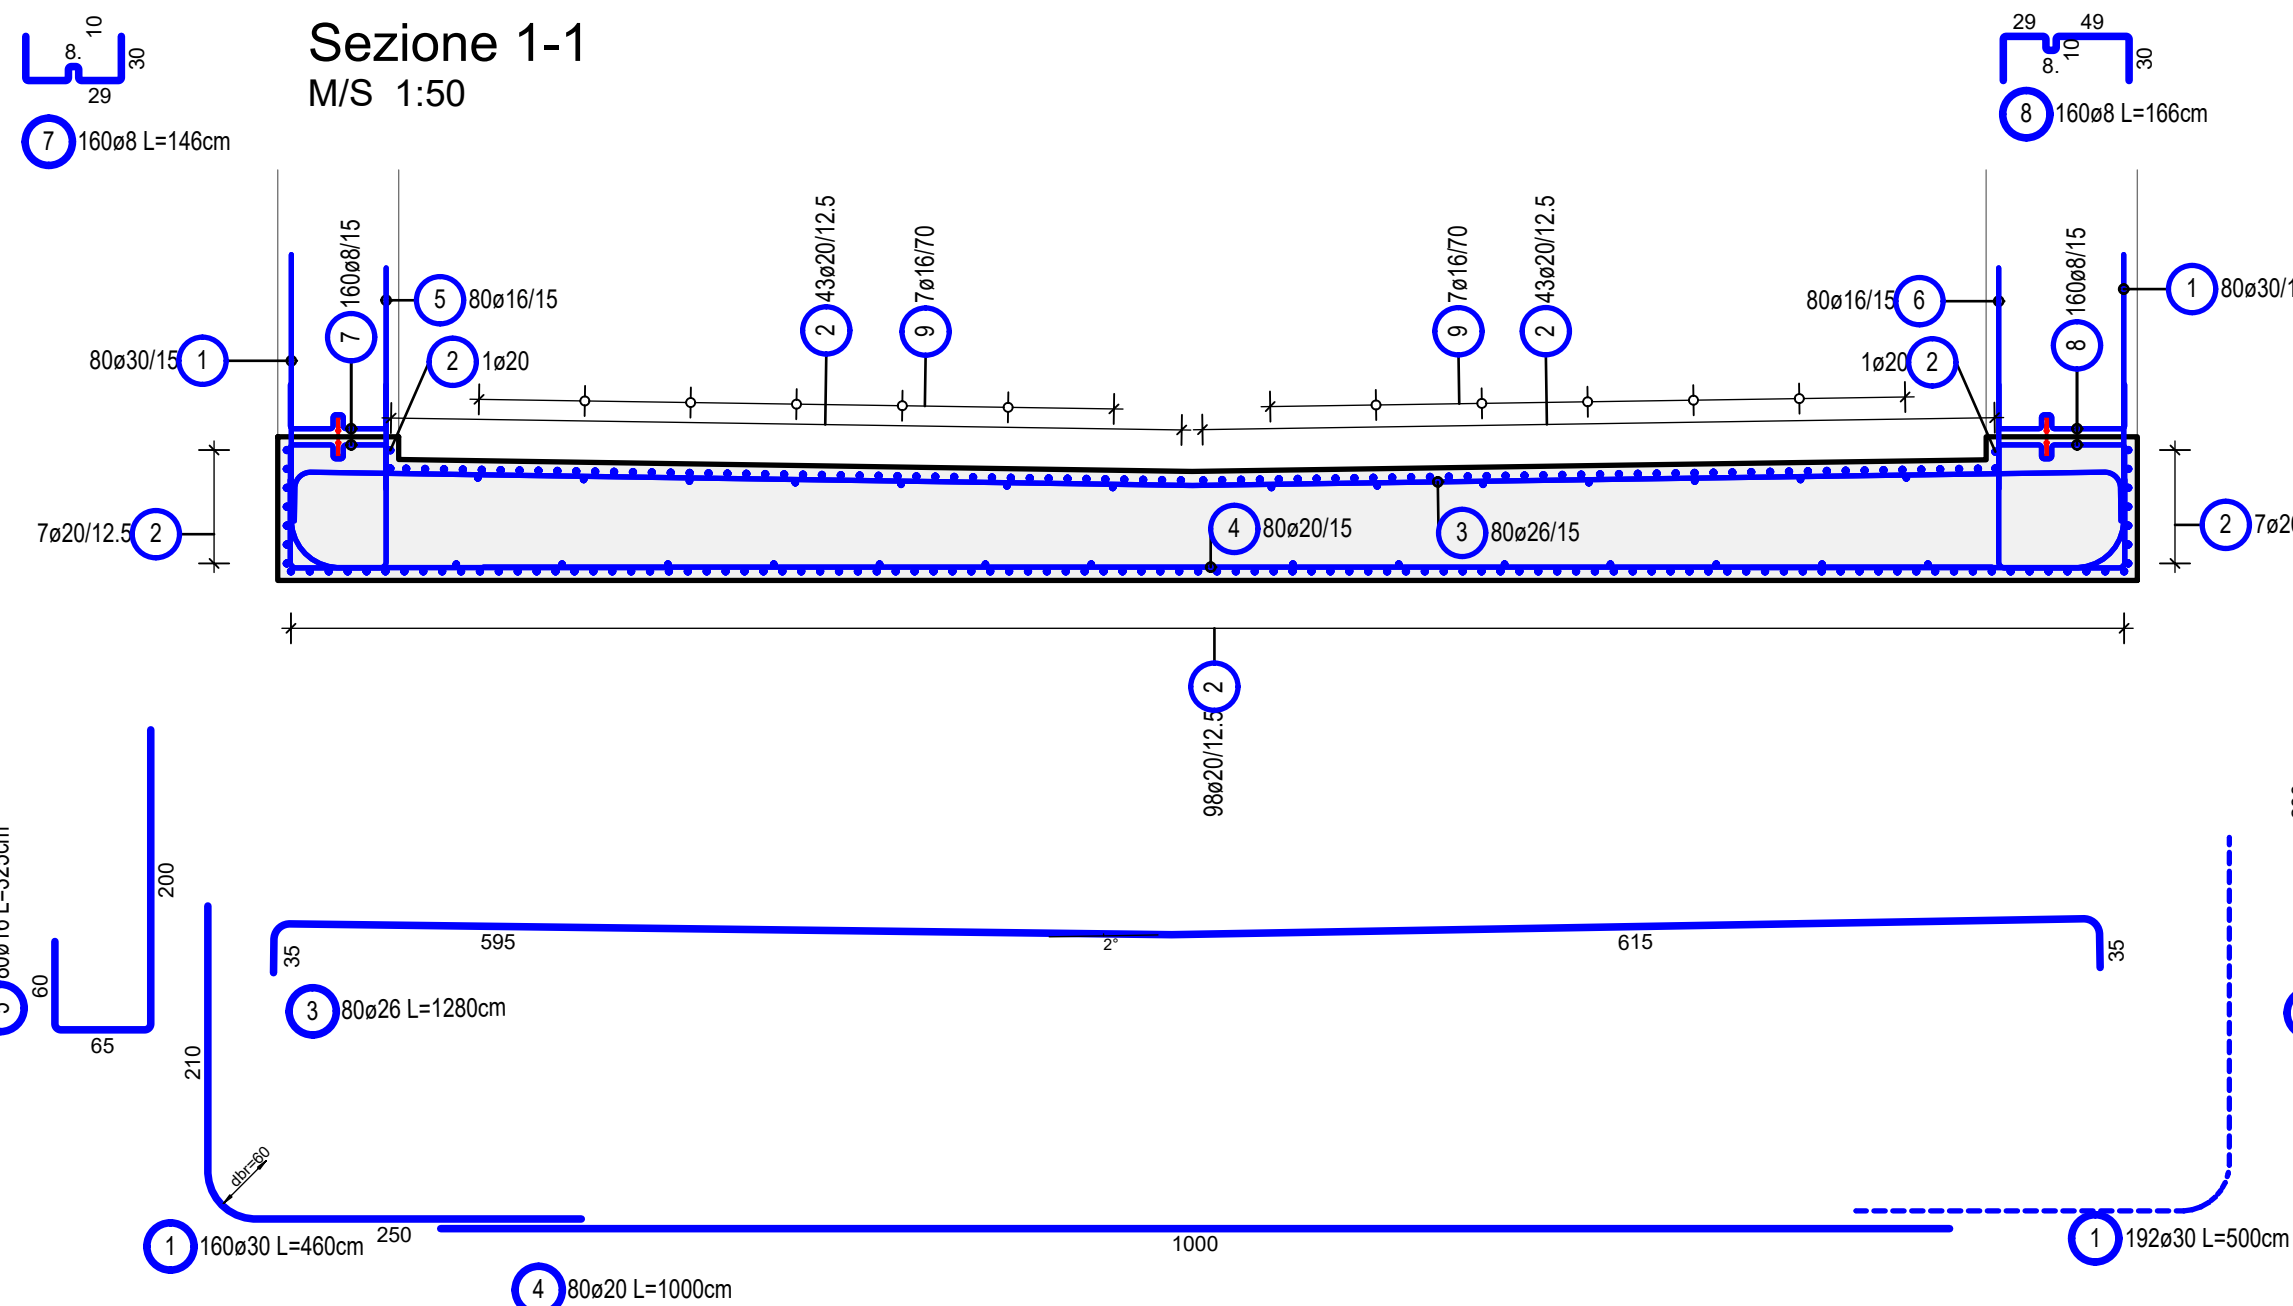 Sezione 1-1
M/S 1:50
8.
10
30
29
7 160ø8 L=146cm
29
49
8.
10
30
8 160ø8 L=166cm
80ø30/15 1
7 160ø8/15
5 80ø16/15
2 1ø20
2 43ø20/12.5
9 7ø16/70
9 7ø16/70
2 43ø20/12.5
80ø16/15 6
1ø20 2
8 160ø8/15
1 80ø30/1
7ø20/12.5 2
4 80ø20/15
3 80ø26/15
2 7ø20
2
98ø20/12.5
200
60
65
35
595
2°
615
35
3 80ø26 L=1280cm
210
dbr=60
250
1 160ø30 L=460cm
1000
4 80ø20 L=1000cm
1 192ø30 L=500cm